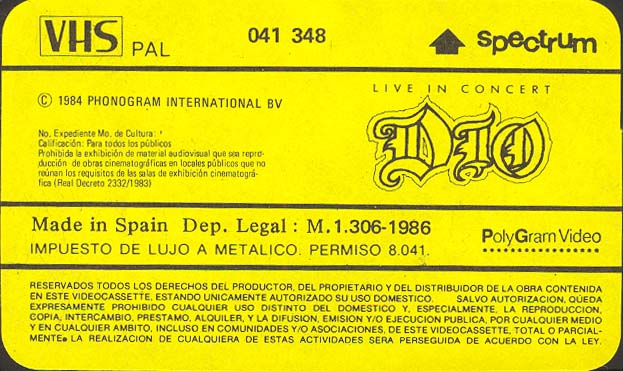 VHS PAL 041 348 spectrum
© 1984 PHONOGRAM INTERNATIONAL BV
LIVE IN CONCERT
DIO
No. Expediente Mo. de Cultura: '
Calificación: Para todos los públicos
Prohibida la exhibición de material audiovisual que sea repro-
ducción de obras cinematográficas en locales públicos que no
reúnan los requisitos de las salas de exhibición cinematográ-
fica (Real Decreto 2332/1983)
Made in Spain Dep. Legal: M.1.306-1986
IMPUESTO DE LUJO A METALICO. PERMISO 8.041.
PolyGram Video
RESERVADOS TODOS LOS DERECHOS DEL PRODUCTOR, DEL PROPIETARIO Y DEL DISTRIBUIDOR DE LA OBRA CONTENIDA
EN ESTE VIDEOCASSETTE, ESTANDO UNICAMENTE AUTORIZADO SU USO DOMESTICO. SALVO AUTORIZACION, QUEDA
EXPRESAMENTE PROHIBIDO CUALQUIER USO DISTINTO DEL DOMESTICO Y, ESPECIALMENTE, LA REPRODUCCION,
COPIA, INTERCAMBIO, PRESTAMO, ALQUILER, Y LA DIFUSION, EMISION Y/O EJECUCION PUBLICA, POR CUALQUIER MEDIO
Y EN CUALQUIER AMBITO, INCLUSO EN COMUNIDADES Y/O ASOCIACIONES, DE ESTE VIDEOCASSETTE, TOTAL O PARCIAL-
MENTE. LA REALIZACION DE CUALQUIERA DE ESTAS ACTIVIDADES SERA PERSEGUIDA DE ACUERDO CON LA LEY.